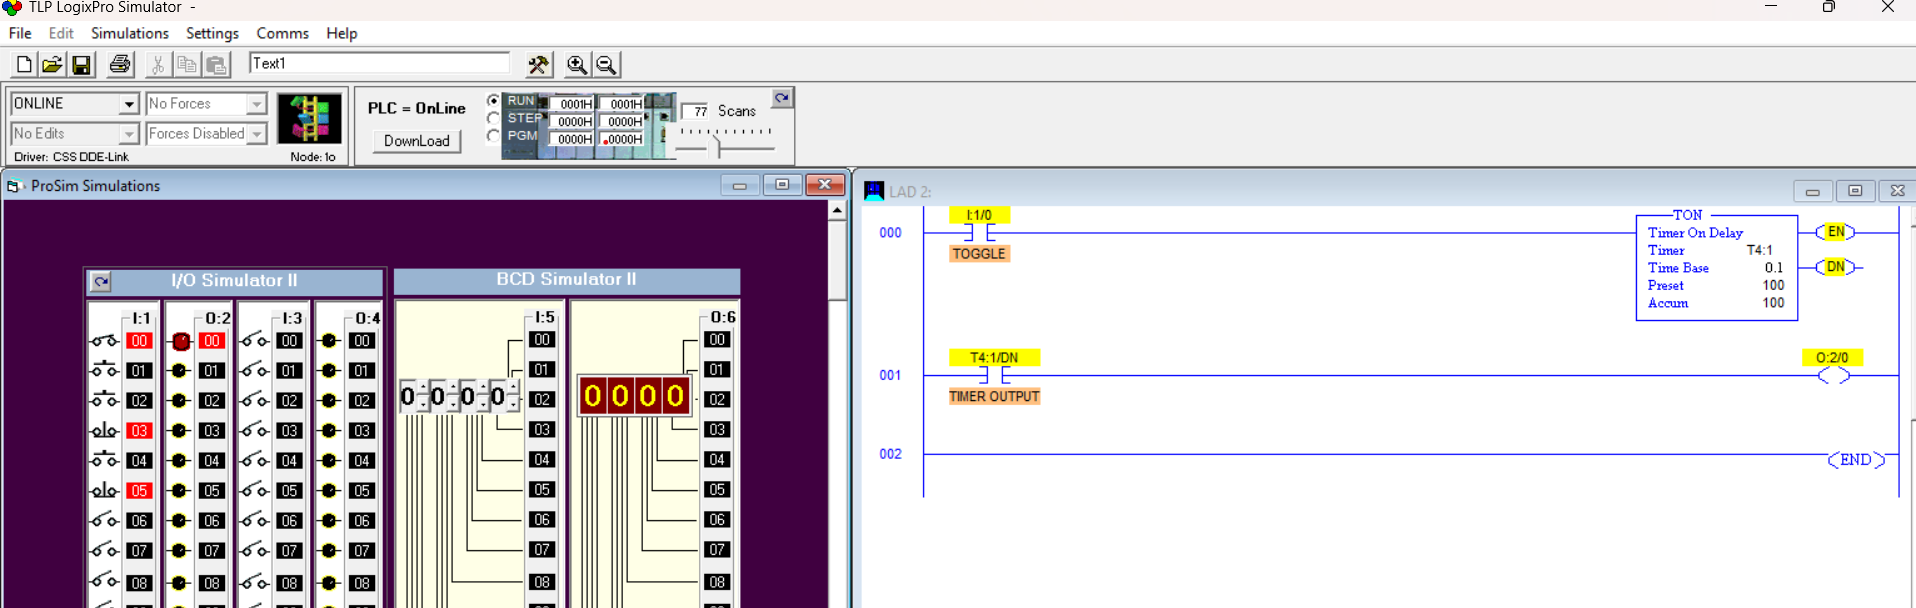 TLP LogixPro Simulator -
File Edit Simulations Settings Comms Help
Text1
ONLINE No Forces
No Edits Forces Disabled
Driver: CSS DDE-Link Node: 1o
PLC = OnLine
DownLoad
RUN 0001H 0001H
STEP 0000H 0000H
PGM 0000H .0000H
77 Scans
ProSim Simulations
I/O Simulator II
I:1 O:2 I:3 O:4
00 00 00 00
01 01 01 01
02 02 02 02
03 03 03 03
04 04 04 04
05 05 05 05
06 06 06 06
07 07 07 07
08 08 08 08
BCD Simulator II
I:5 O:6
00 00
01 01
0 0 0 0 02 0 0 0 0 02
03 03
04 04
05 05
06 06
07 07
08 08
LAD 2:
I:1/0
000
TOGGLE
TON
Timer On Delay
Timer T4:1
Time Base 0.1
Preset 100
Accum 100
EN
DN
T4:1/DN O:2/0
001
TIMER OUTPUT
002 END